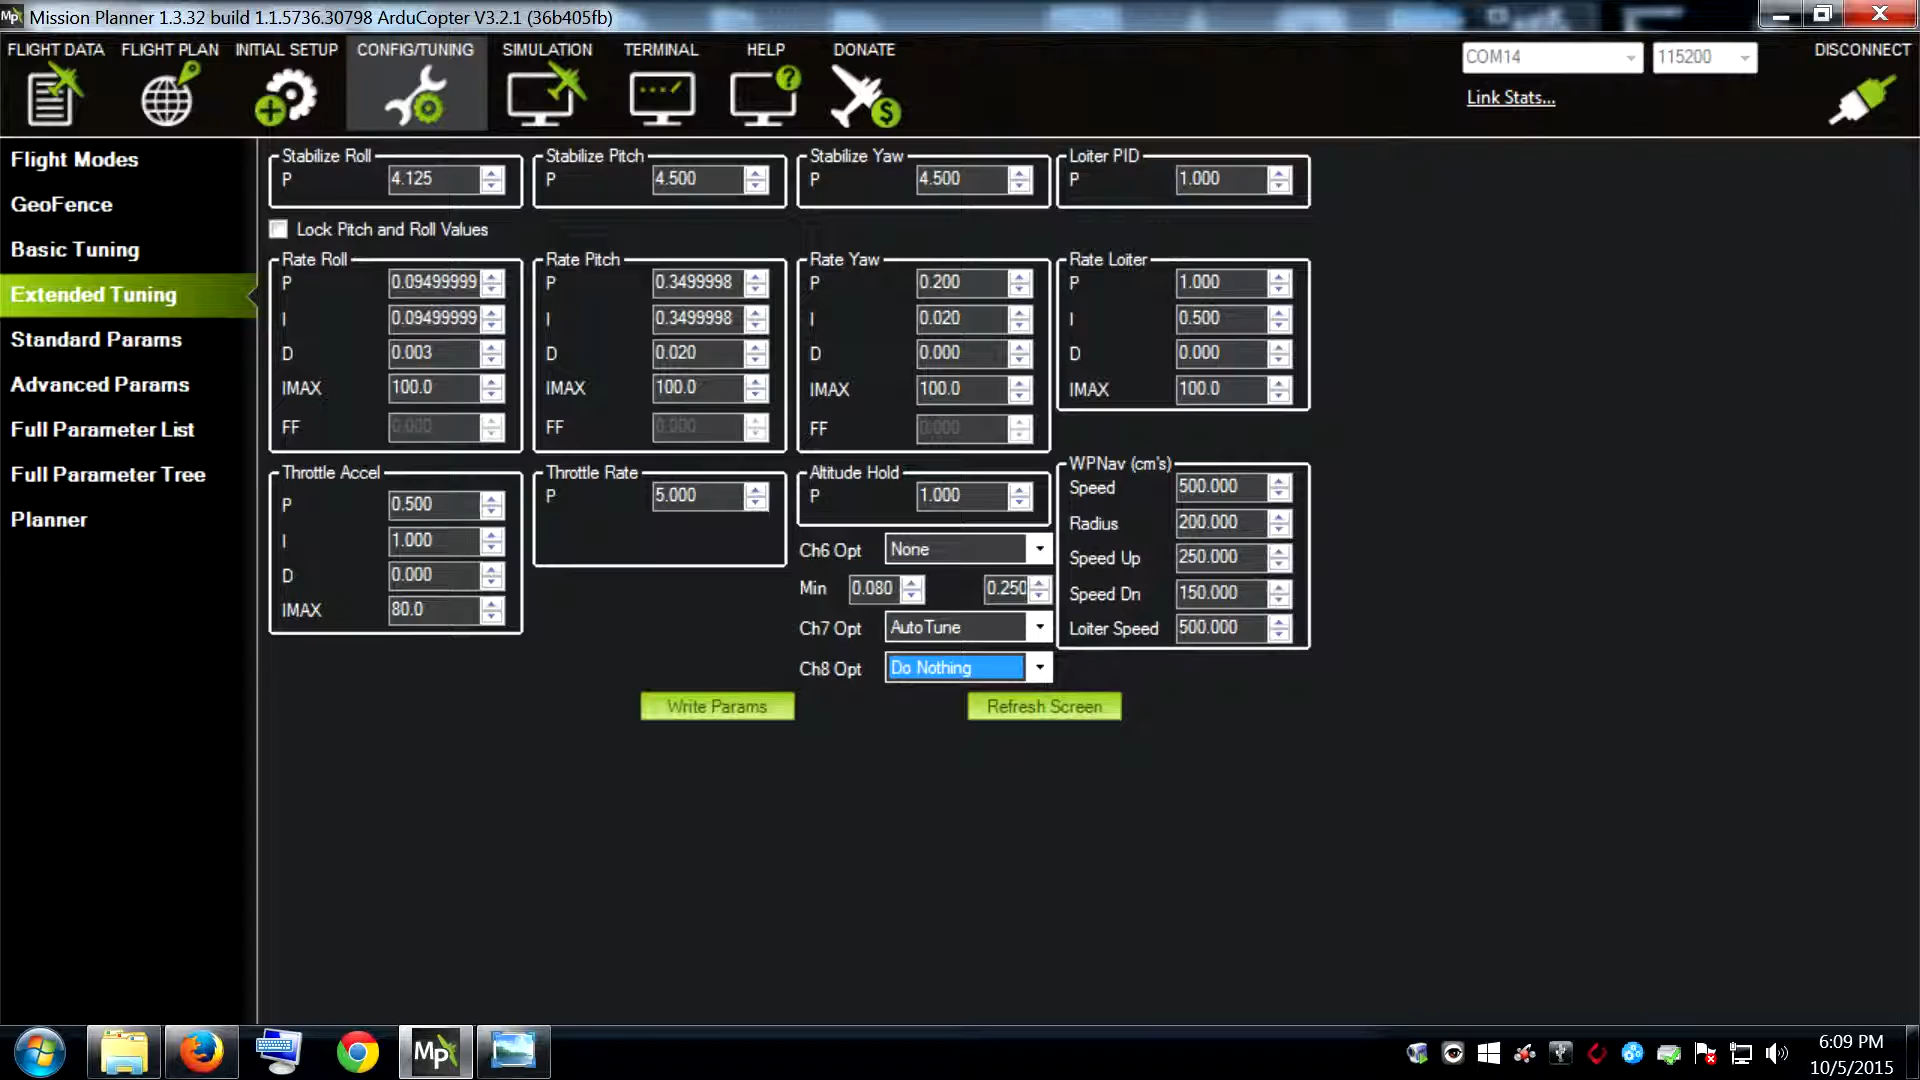 Mission Planner 1.3.32 build 1.1.5736.30798 ArduCopter V3.2.1 (36b405fb)
FLIGHT DATA FLIGHT PLAN INITIAL SETUP CONFIG/TUNING SIMULATION TERMINAL HELP DONATE
COM14 115200 DISCONNECT
Link Stats...
Flight Modes
GeoFence
Basic Tuning
Extended Tuning
Standard Params
Advanced Params
Full Parameter List
Full Parameter Tree
Planner
Stabilize Roll
P 4.125
Stabilize Pitch
P 4.500
Stabilize Yaw
P 4.500
Loiter PID
P 1.000
Lock Pitch and Roll Values
Rate Roll
P 0.09499999
I 0.09499999
D 0.003
IMAX 100.0
FF 0.000
Rate Pitch
P 0.3499998
I 0.3499998
D 0.020
IMAX 100.0
FF 0.000
Rate Yaw
P 0.200
I 0.020
D 0.000
IMAX 100.0
FF 0.000
Rate Loiter
P 1.000
I 0.500
D 0.000
IMAX 100.0
Throttle Accel
P 0.500
I 1.000
D 0.000
IMAX 80.0
Throttle Rate
P 5.000
Altitude Hold
P 1.000
Ch6 Opt None
Min 0.080 0.250
Ch7 Opt AutoTune
Ch8 Opt Do Nothing
WPNav (cm's)
Speed 500.000
Radius 200.000
Speed Up 250.000
Speed Dn 150.000
Loiter Speed 500.000
Write Params Refresh Screen
Mp
6:09 PM
10/5/2015